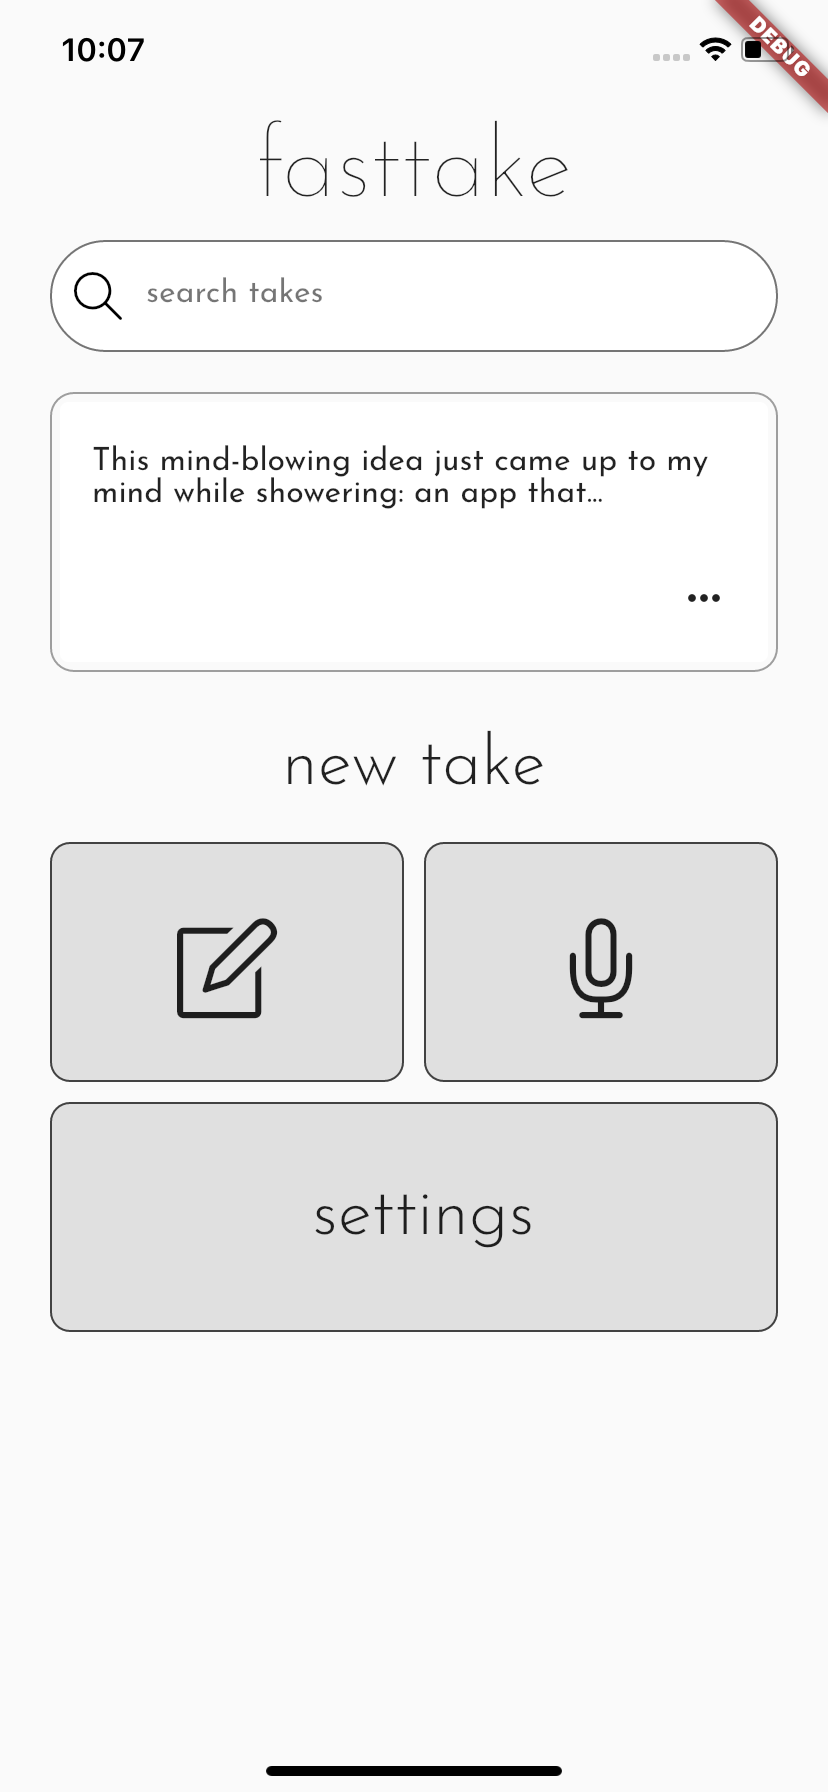 10:07
DEBUG
fasttake
search takes
This mind-blowing idea just came up to my
mind while showering: an app that...
new take
settings